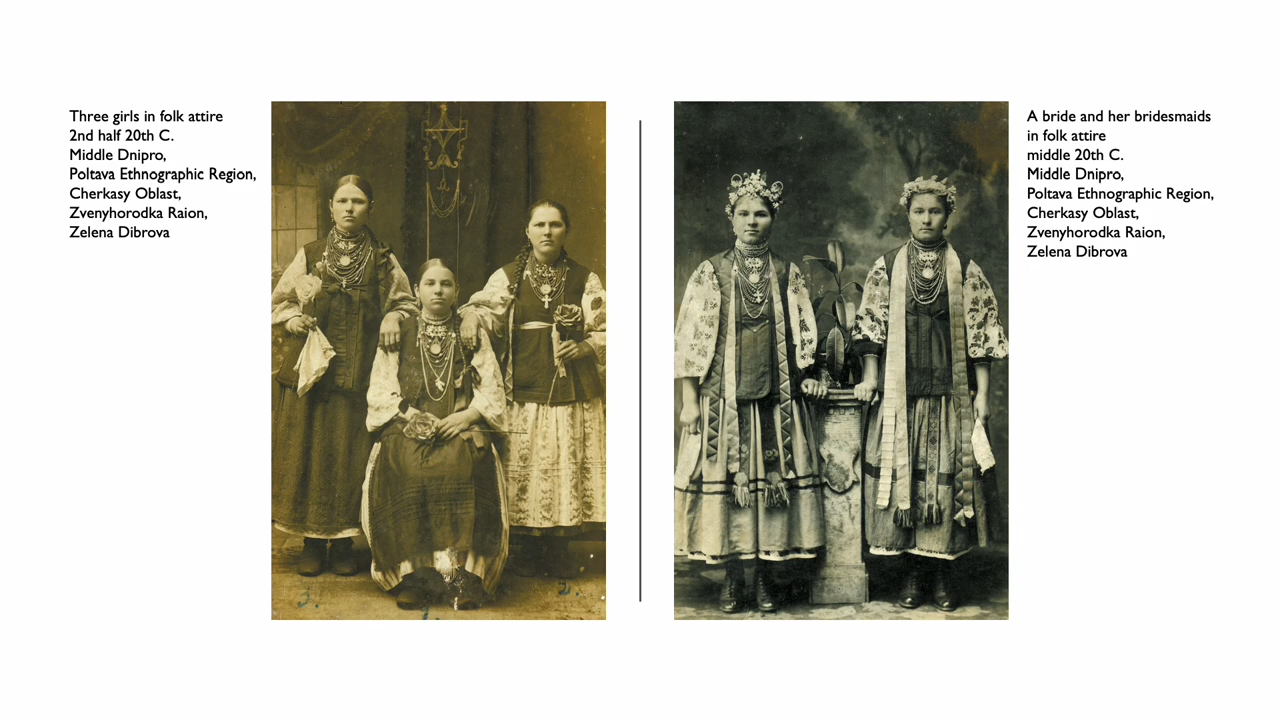 Three girls in folk attire
2nd half 20th C.
Middle Dnipro,
Poltava Ethnographic Region,
Cherkasy Oblast,
Zvenyhorodka Raion,
Zelena Dibrova
3.
2.
A bride and her bridesmaids
in folk attire
middle 20th C.
Middle Dnipro,
Poltava Ethnographic Region,
Cherkasy Oblast,
Zvenyhorodka Raion,
Zelena Dibrova